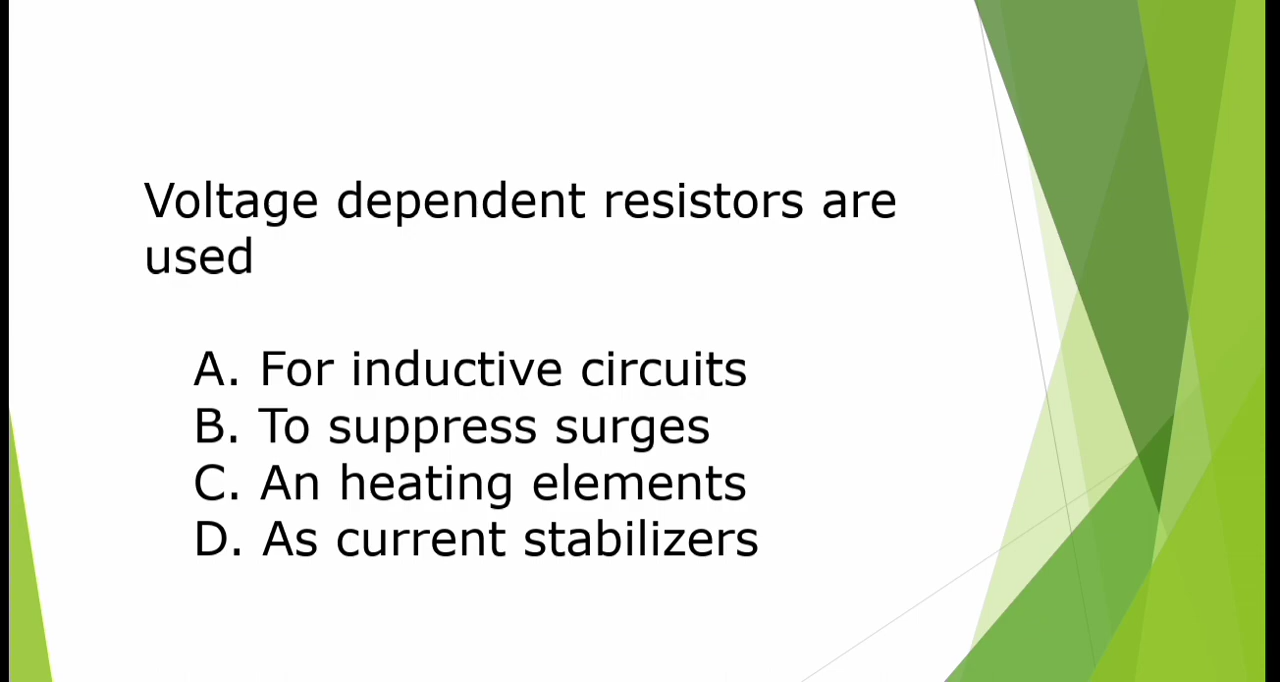 Voltage dependent resistors are
used
A. For inductive circuits
B. To suppress surges
C. An heating elements
D. As current stabilizers